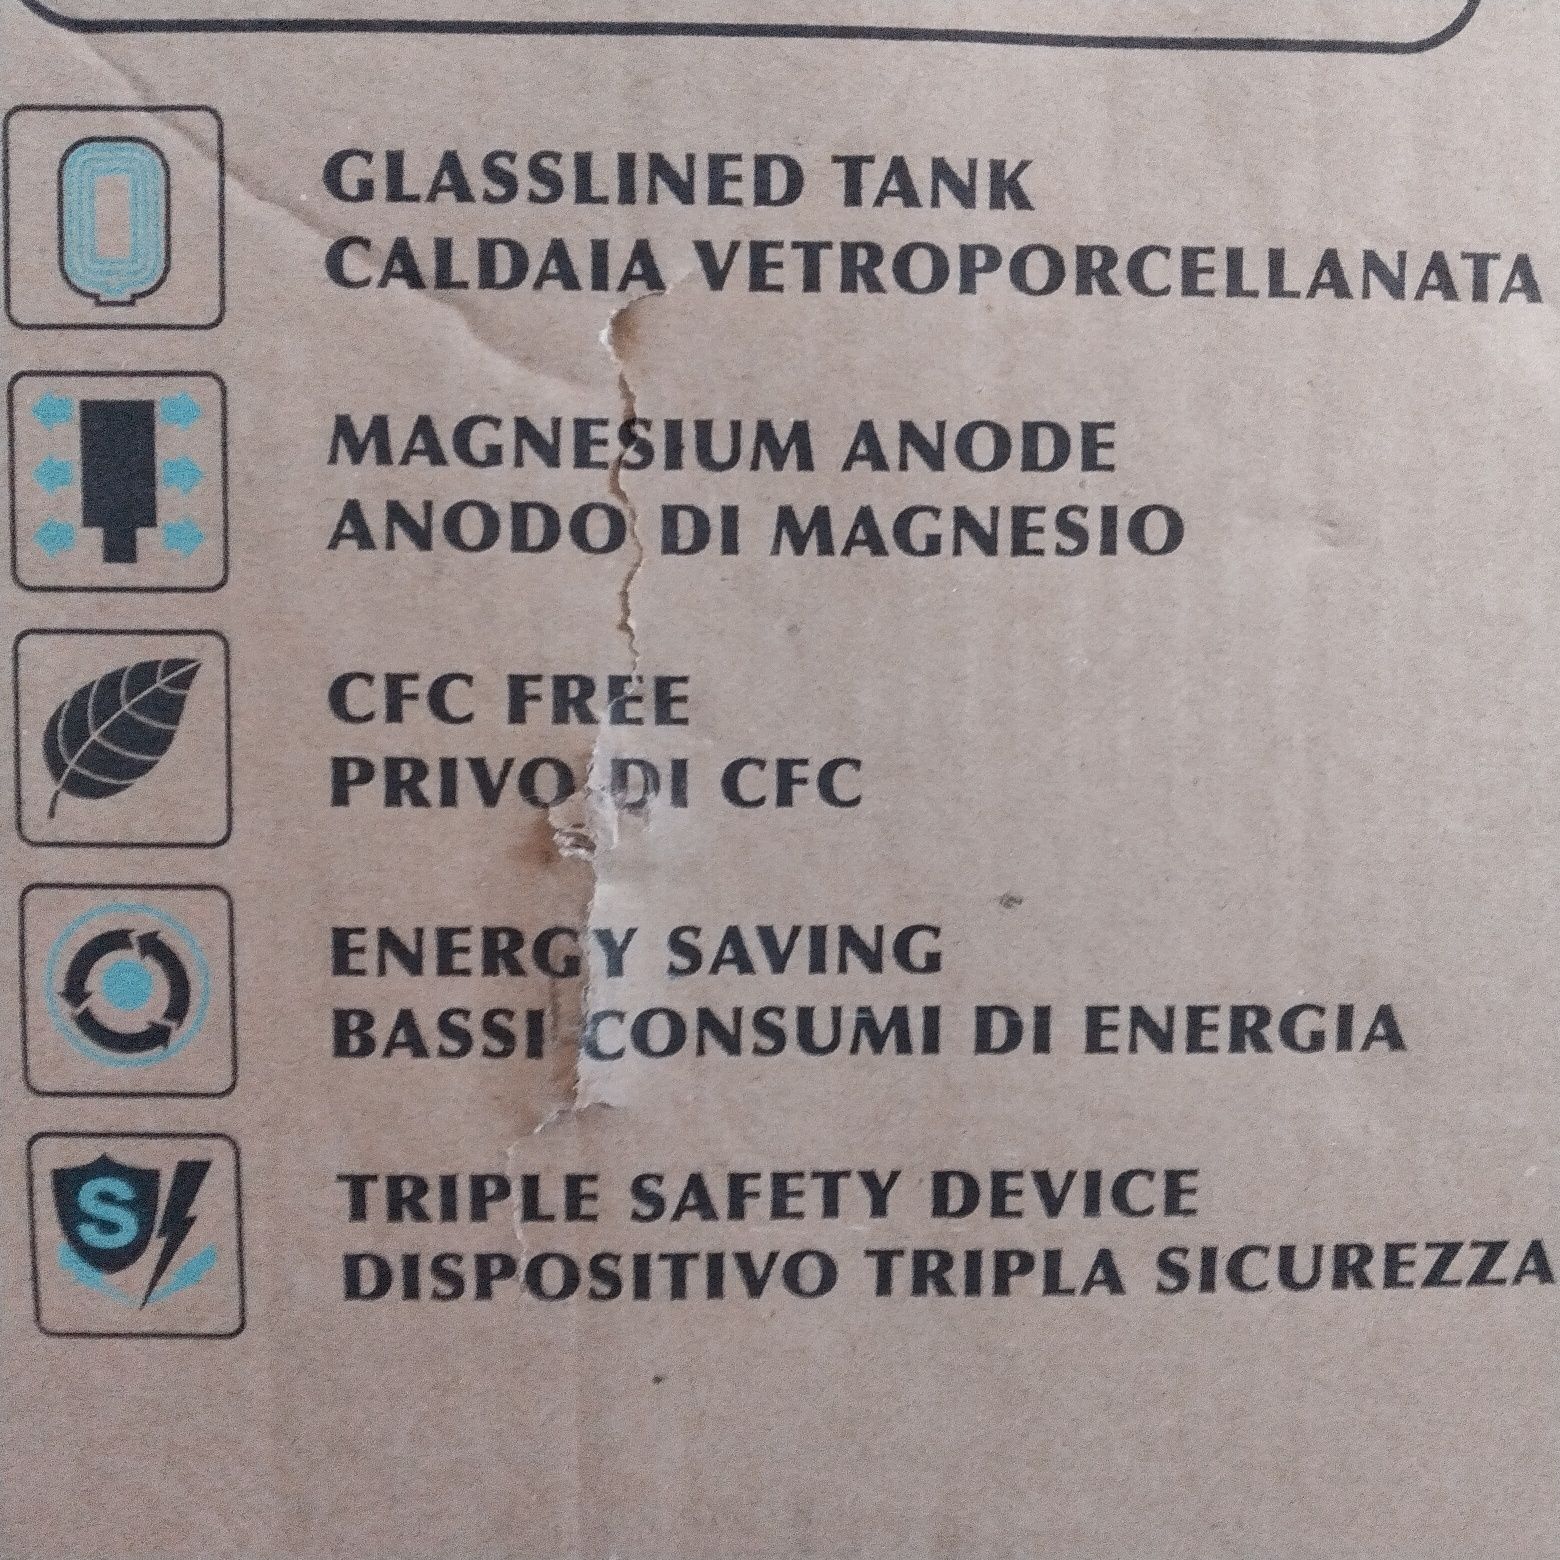 GLASSLINED TANK
CALDAIA VETROPORCELLANATA
MAGNESIUM ANODE
ANODO DI MAGNESIO
CFC FREE
PRIVO DI CFC
ENERGY SAVING
BASSI CONSUMI DI ENERGIA
S
TRIPLE SAFETY DEVICE
DISPOSITIVO TRIPLA SICUREZZA